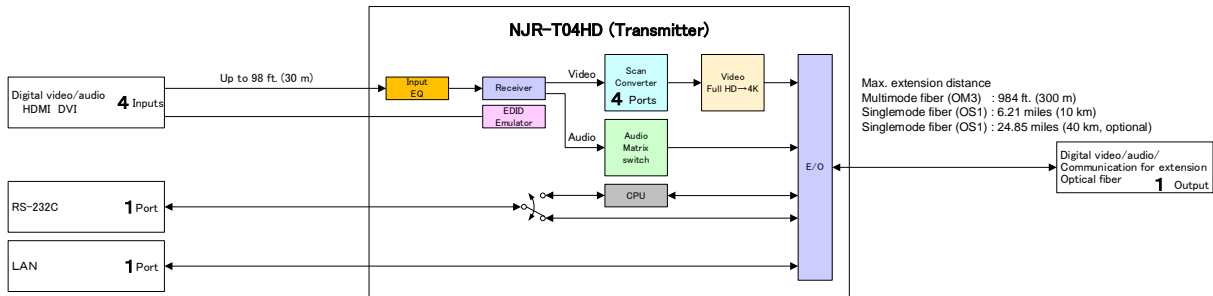 NJR-T04HD (Transmitter)
Digital video/audio
HDMI DVI 4 Inputs
Up to 98 ft. (30 m)
Input
EQ
Receiver
EDID
Emulator
Video
Audio
Scan
Converter
4 Ports
Video
Full HD→4K
Audio
Matrix
switch
CPU
E/O
RS-232C 1 Port
LAN 1 Port
Max. extension distance
Multimode fiber (OM3) : 984 ft. (300 m)
Singlemode fiber (OS1) : 6.21 miles (10 km)
Singlemode fiber (OS1) : 24.85 miles (40 km, optional)
Digital video/audio/
Communication for extension
Optical fiber 1 Output